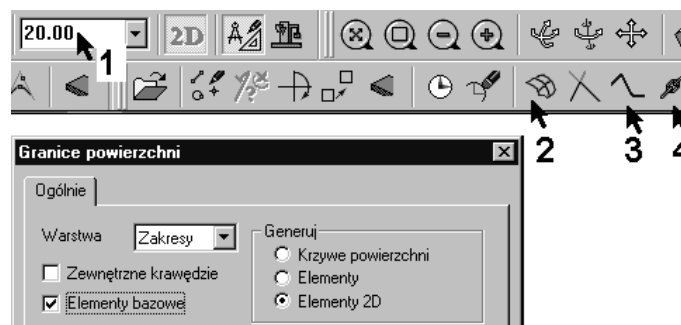 20.00
2D
1
2
3
4
Granice powierzchni
Ogólnie
Warstwa Zakresy
Generuj
Krzywe powierzchni
Zewnętrzne krawędzie
Elementy
Elementy bazowe
Elementy 2D